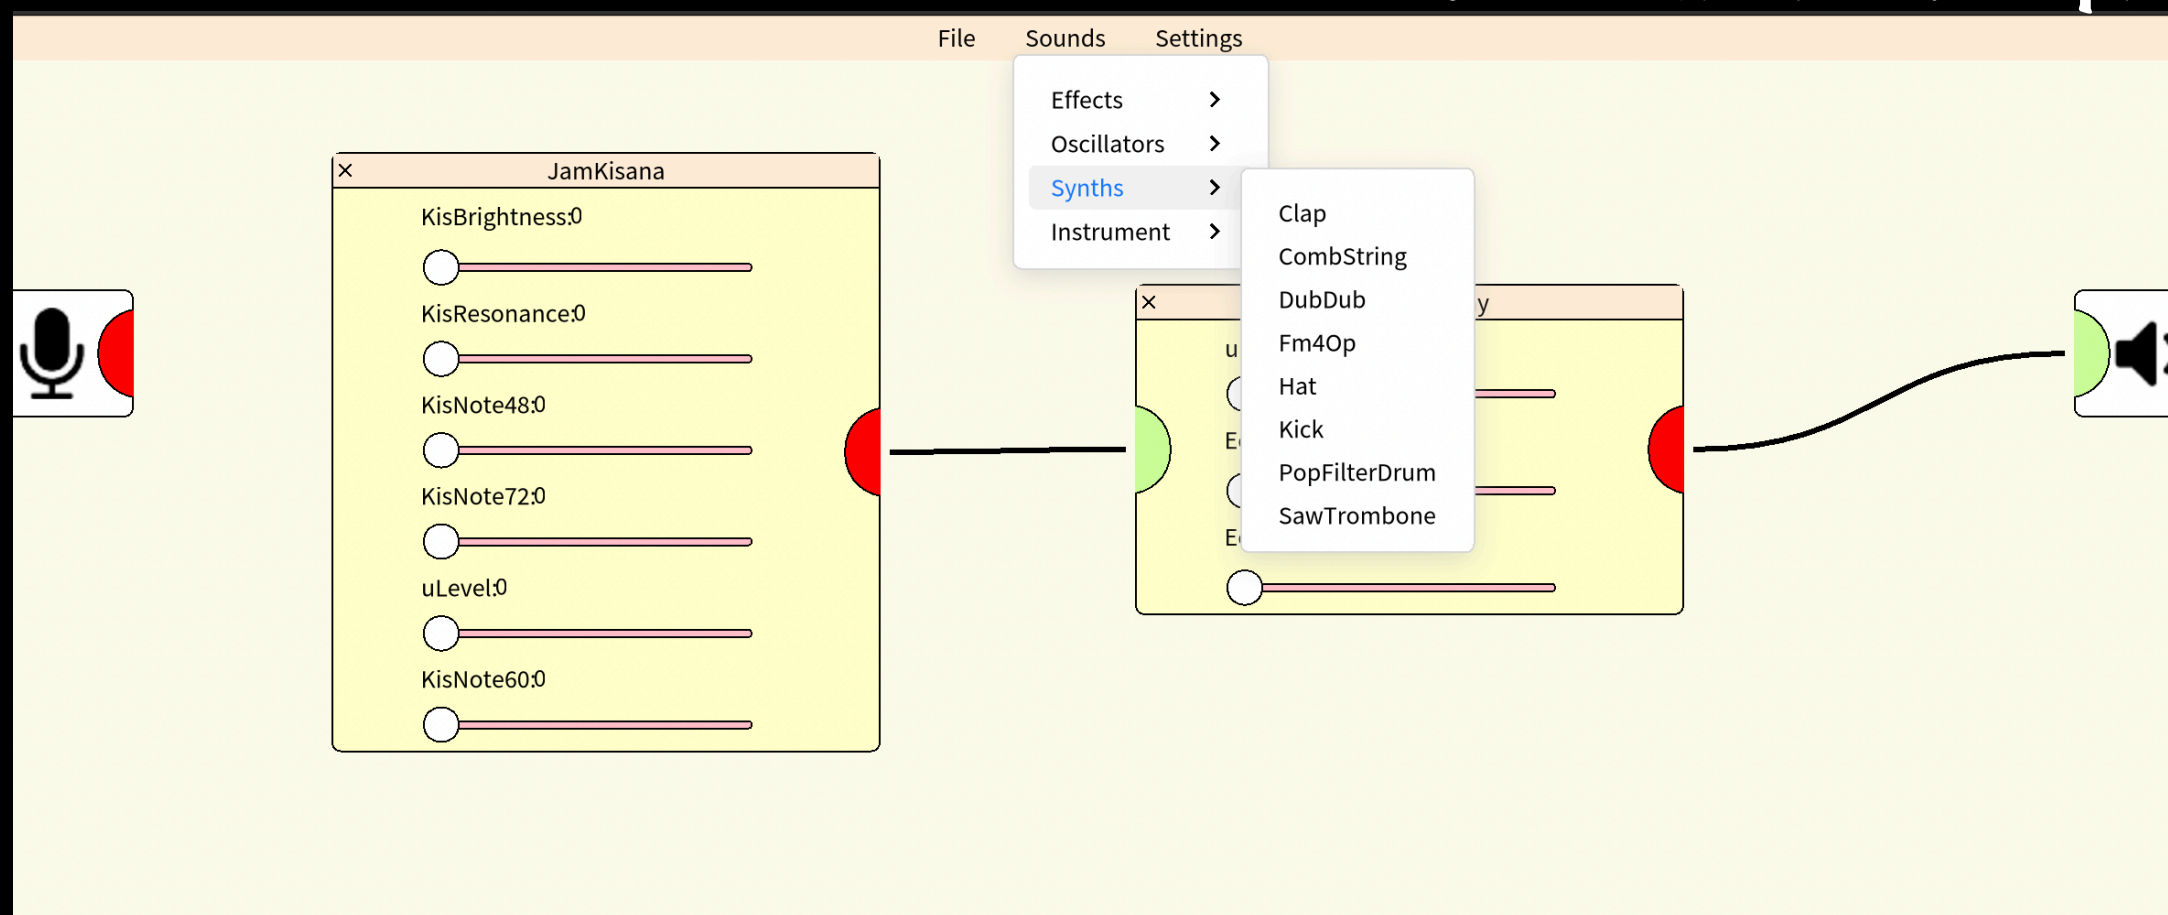 File Sounds Settings
Effects
Oscillators
Synths
Instrument
Clap
CombString
DubDub
Fm4Op
Hat
Kick
PopFilterDrum
SawTrombone
JamKisana
KisBrightness:0
KisResonance:0
KisNote48:0
KisNote72:0
uLevel:0
KisNote60:0